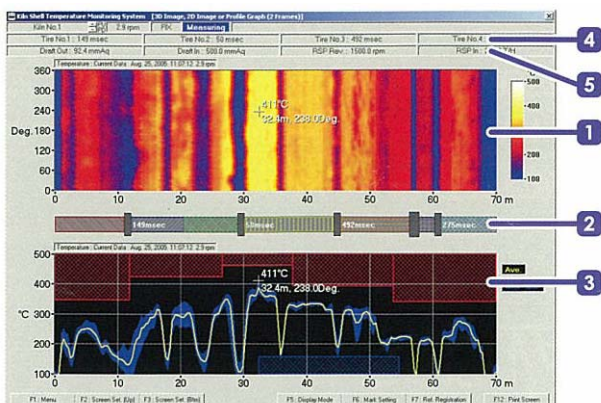 Kiln Shell Temperature Monitoring System - [3D Image, 2D Image or Profile Graph (2 Frames)]
Kiln No.1 2.9 rpm FIX Measuring
Tire No.1 : 149 msec Tire No.2 : 50 msec Tire No.3 : 492 msec Tire No.4 :
Draft Out : 92.4 mmAq Draft In : 500.0 mmAq RSP Rev : 1500.0 rpm RSP In :
4
5
Temperature : Current Data Aug. 25, 2005 11:07:12 2.9 rpm
°C
360
300
240
Deg. 180
120
60
0
411°C
32.4m, 238.0Deg.
500
400
300
200
100
1
0 10 20 30 40 50 60 70 m
149msec 50msec 492msec 275msec
2
Temperature : Current Data Aug. 25, 2005 11:07:12 2.9 rpm
500
400
°C 300
200
100
411°C
32.4m, 238.0Deg.
Ave.
3
0 10 20 30 40 50 60 70 m
F1 : Menu F2 : Screen Set. (Up) F3 : Screen Set. (Btm) F5 : Display Mode F6 : Mark Setting F7 : Ref. Registration F12 : Print Screen